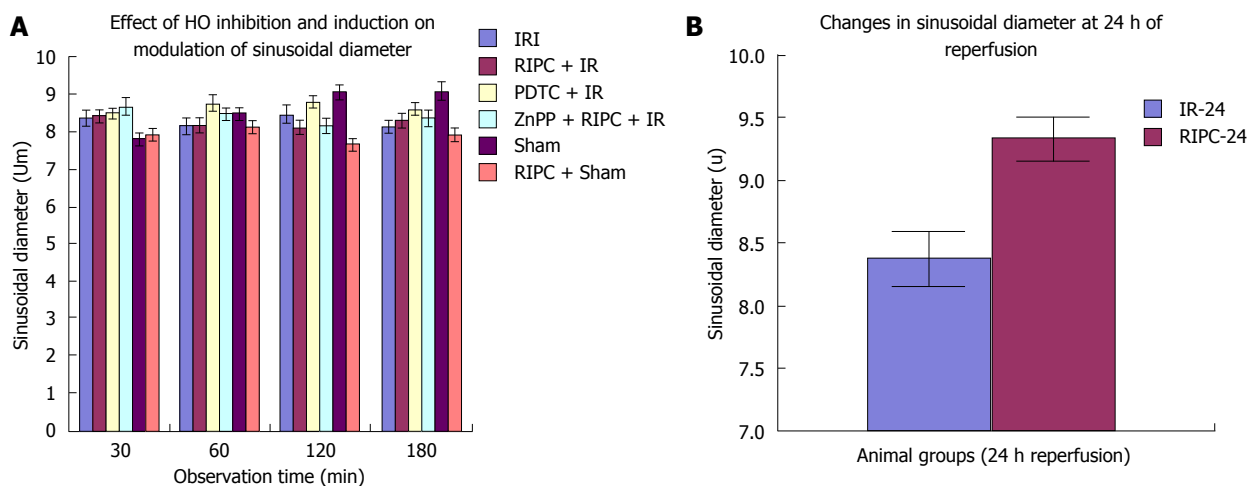 A
Effect of HO inhibition and induction on
modulation of sinusoidal diameter
10
9
8
7
6
5
4
3
2
1
0
Sinusoidal diameter (Um)
30 60 120 180
Observation time (min)
IRI
RIPC + IR
PDTC + IR
ZnPP + RIPC + IR
Sham
RIPC + Sham
B
Changes in sinusoidal diameter at 24 h of
reperfusion
10.0
9.5
9.0
8.5
8.0
7.5
7.0
Sinusoidal diameter (u)
Animal groups (24 h reperfusion)
IR-24
RIPC-24